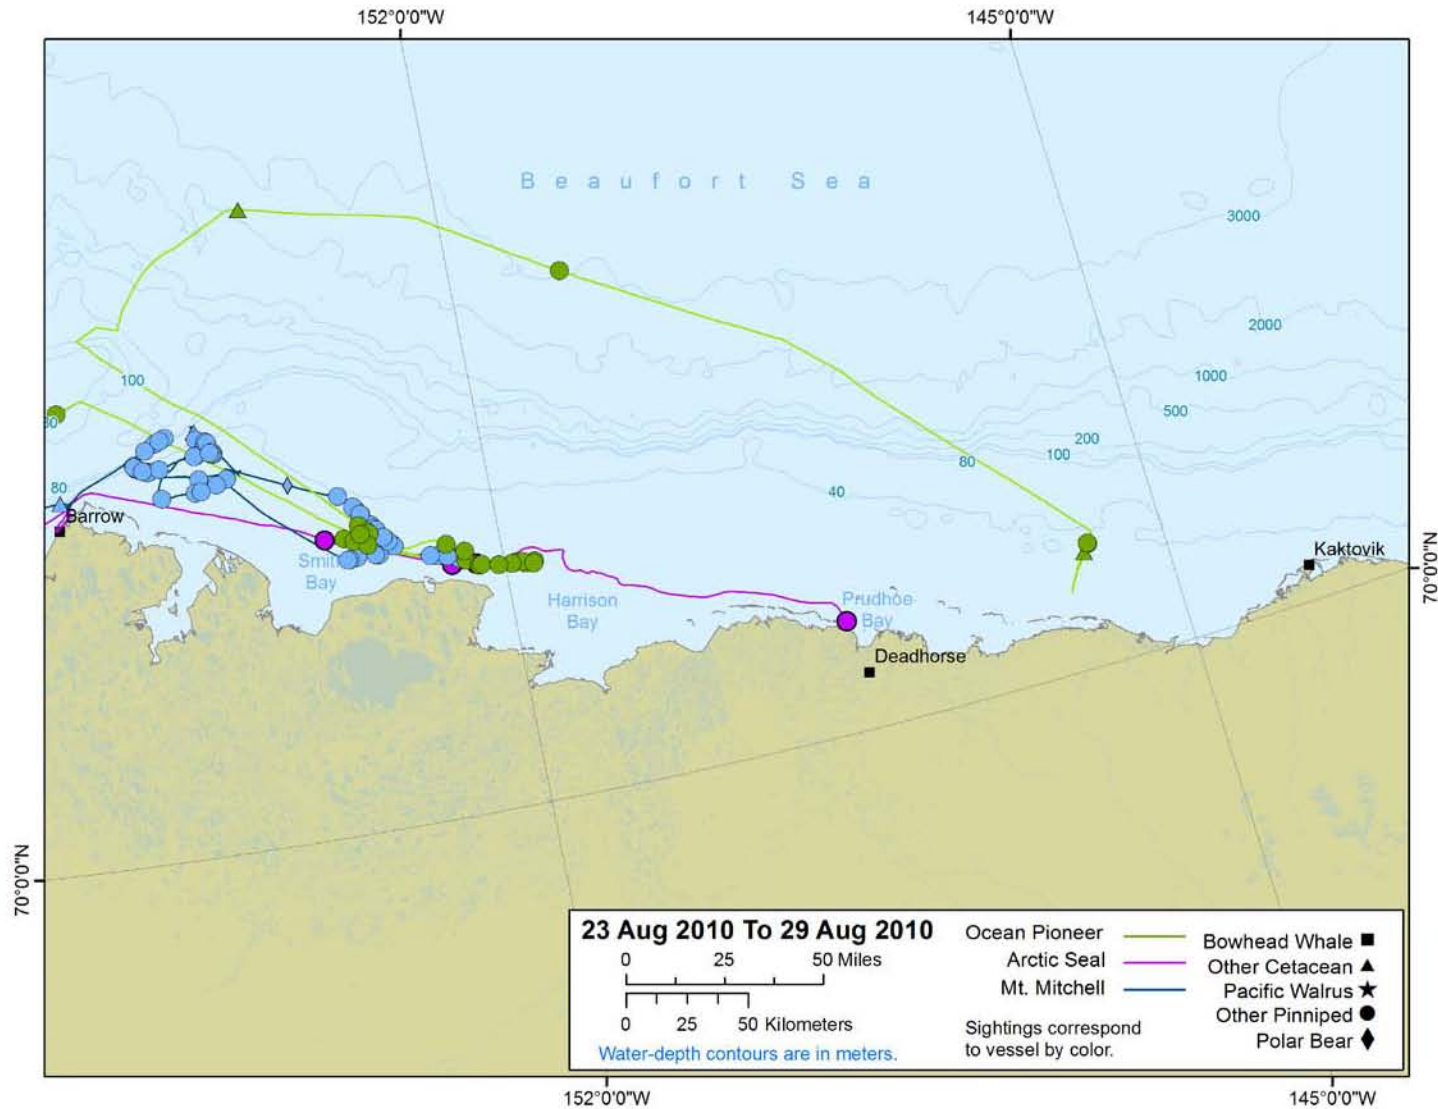 152°0'0"W
145°0'0"W
Beaufort Sea
3000
2000
1000
500
200
100
80
40
100
80
80
Barrow
Smith
Bay
Harrison
Bay
Prudhoe
Bay
Deadhorse
Kaktovik
70°0'0"N
70°0'0"N
23 Aug 2010 To 29 Aug 2010
0 25 50 Miles
0 25 50 Kilometers
Water-depth contours are in meters.
Ocean Pioneer
Arctic Seal
Mt. Mitchell
Sightings correspond
to vessel by color.
Bowhead Whale
Other Cetacean
Pacific Walrus
Other Pinniped
Polar Bear
152°0'0"W
145°0'0"W